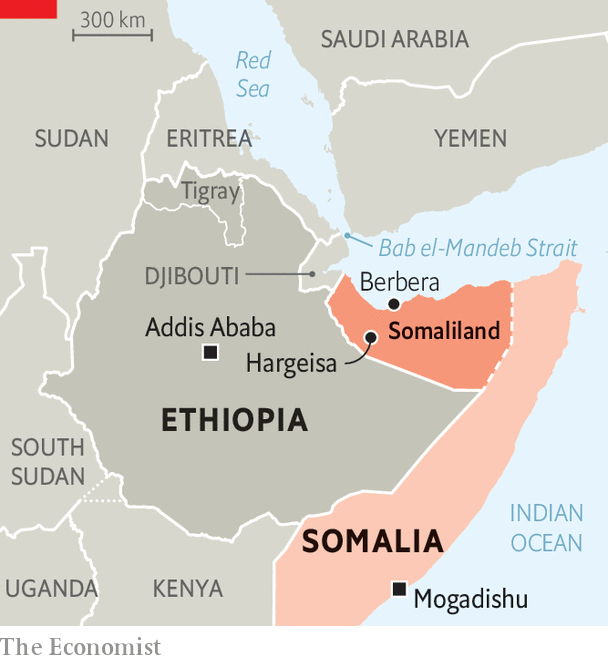 300 km
SAUDI ARABIA
Red
Sea
SUDAN
ERITREA
YEMEN
Tigray
Bab el-Mandeb Strait
DJIBOUTI
Berbera
Addis Ababa
Somaliland
Hargeisa
ETHIOPIA
SOUTH
SUDAN
INDIAN
OCEAN
SOMALIA
UGANDA
KENYA
Mogadishu
The Economist